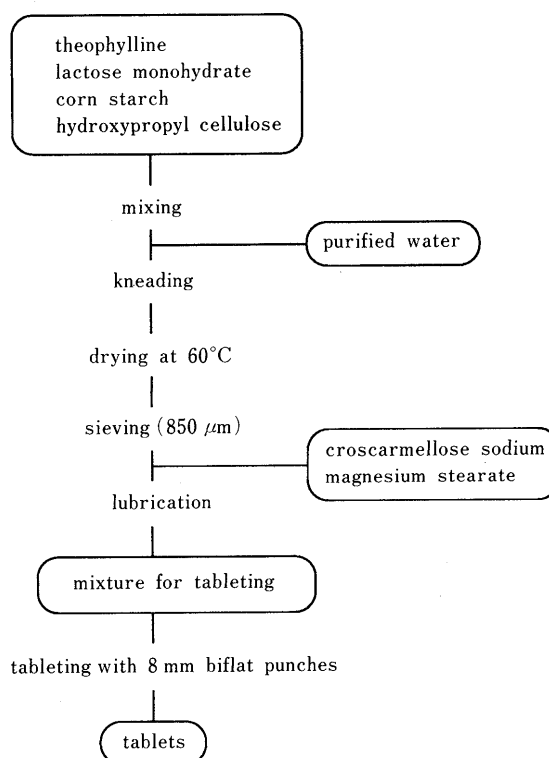 theophylline
lactose monohydrate
corn starch
hydroxypropyl cellulose
mixing
purified water
kneading
drying at 60°C
sieving (850 μm)
croscarmellose sodium
magnesium stearate
lubrication
mixture for tableting
tableting with 8 mm biflat punches
tablets